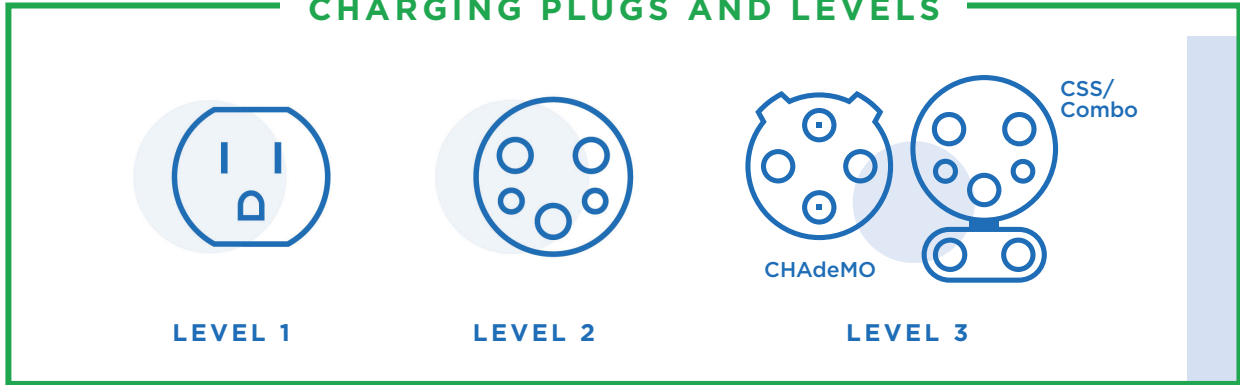 CHARGING PLUGS AND LEVELS
CSS/
Combo
CHAdeMO
LEVEL 1
LEVEL 2
LEVEL 3